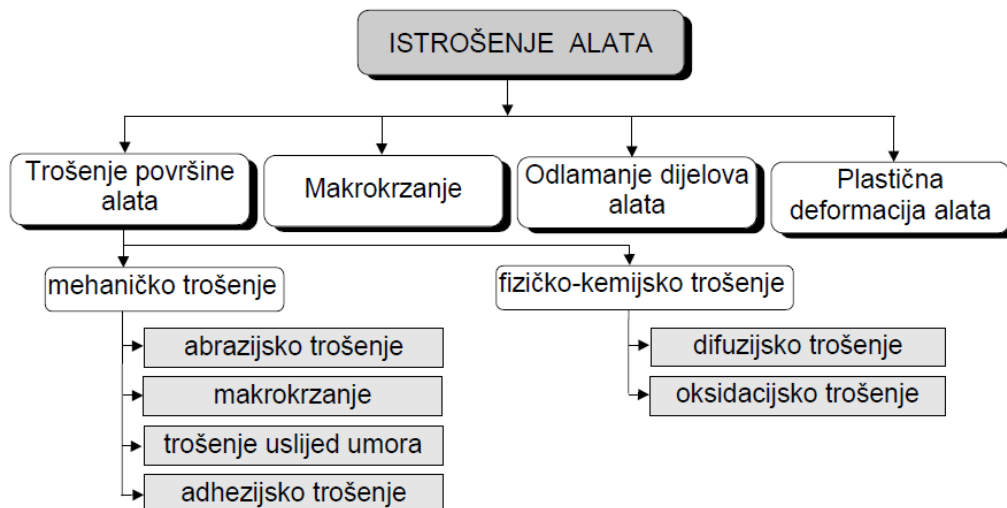 ISTROŠENJE ALATA
Trošenje površine
alata
Makrokrzanje
Odlamanje dijelova
alata
Plastična
deformacija alata
mehaničko trošenje
fizičko-kemijsko trošenje
abrazijsko trošenje
makrokrzanje
trošenje uslijed umora
adhezijsko trošenje
difuzijsko trošenje
oksidacijsko trošenje